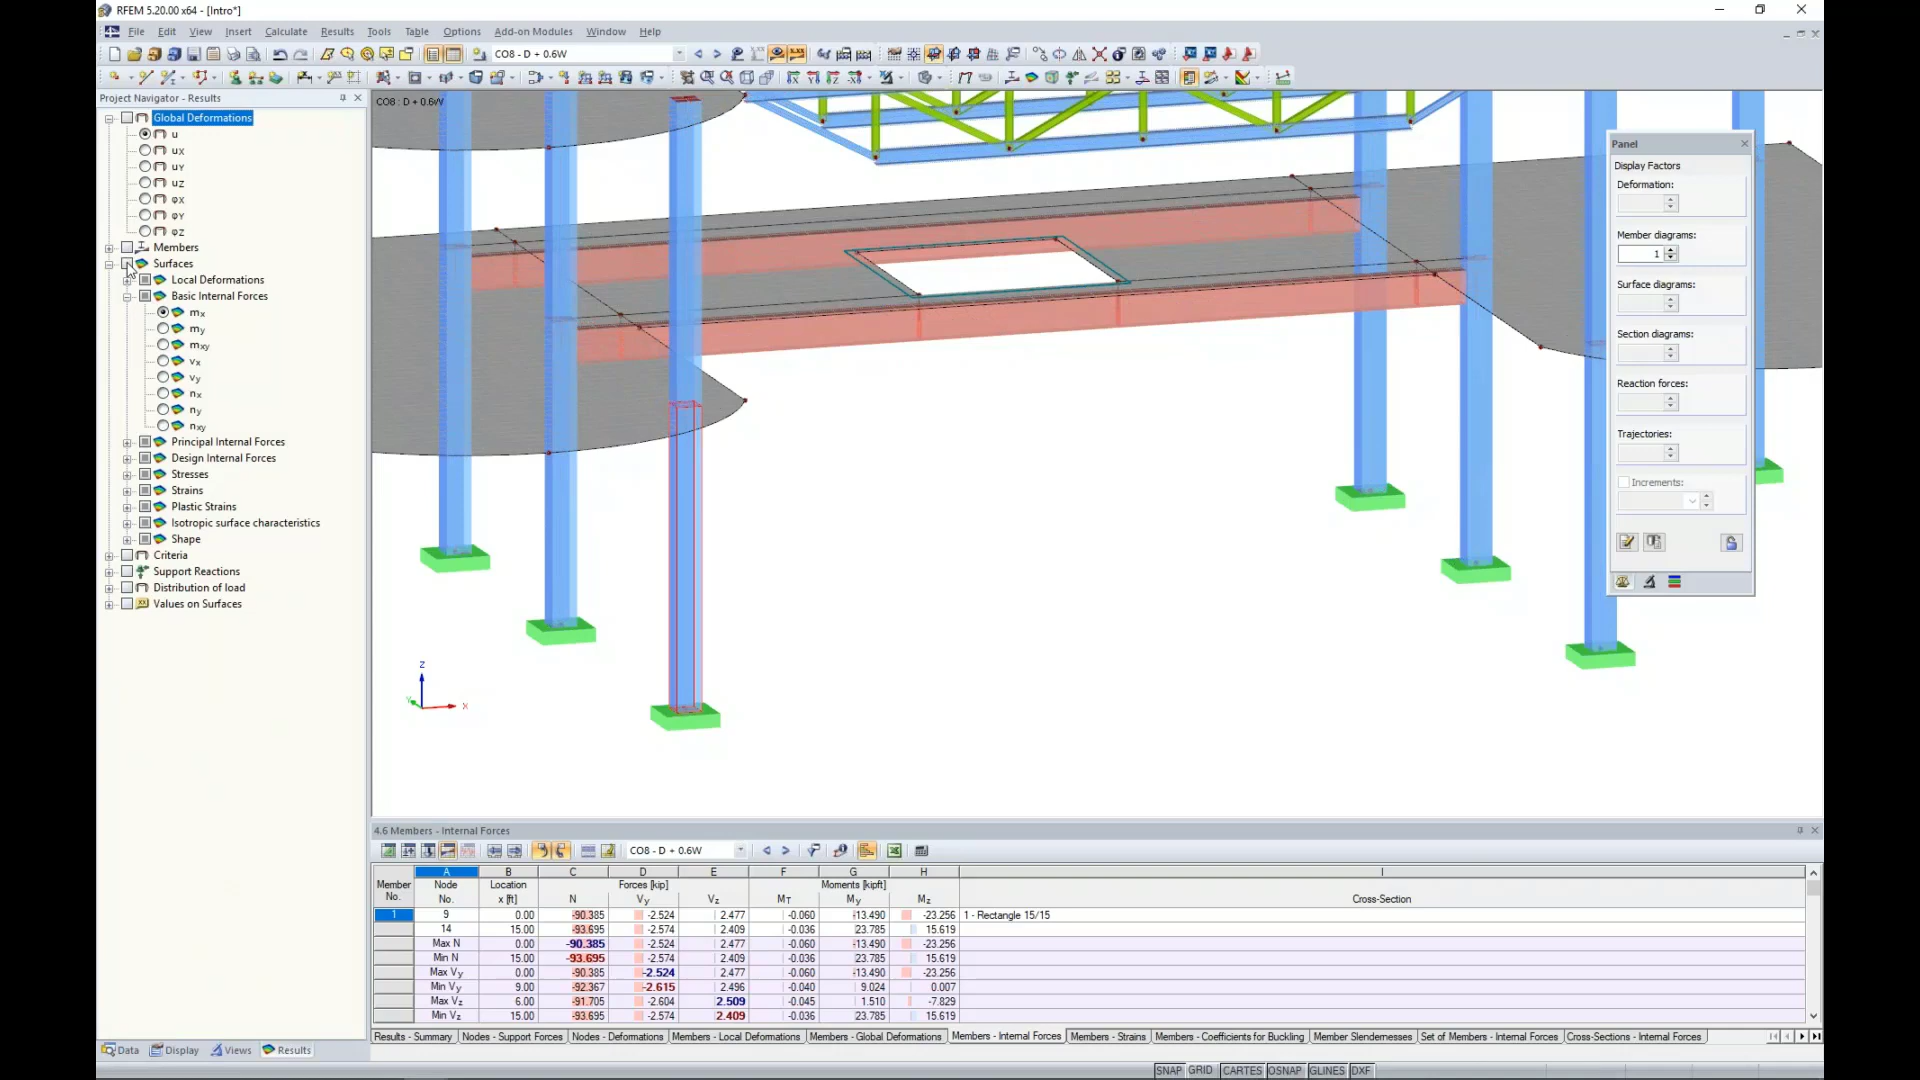 RFEM 5.20.00 x64 - [Intro*]
File Edit View Insert Calculate Results Tools Table Options Add-on Modules Window Help
CO8 - D + 0.6W
Project Navigator - Results
CO8 : D + 0.6W
Global Deformations
u
uX
uY
uZ
φX
φY
φZ
Members
Surfaces
Local Deformations
Basic Internal Forces
mx
my
mxy
vx
vy
nx
ny
nxy
Principal Internal Forces
Design Internal Forces
Stresses
Strains
Plastic Strains
Isotropic surface characteristics
Shape
Criteria
Support Reactions
Distribution of load
Values on Surfaces
Data Display Views Results
Z
Y
X
Panel
Display Factors
Deformation:
Member diagrams:
1
Surface diagrams:
Section diagrams:
Reaction forces:
Trajectories:
Increments:
4.6 Members - Internal Forces
CO8 - D + 0.6W
A B C D E F G H I
Member Node Location Forces [kip] Moments [kipft]
No. No. x [ft] N Vy Vz MT My Mz Cross-Section
1 9 0.00 -90.385 -2.524 2.477 -0.060 -13.490 -23.256 1 - Rectangle 15/15
14 15.00 -93.695 -2.574 2.409 -0.036 23.785 15.619
Max N 0.00 -90.385 -2.524 2.477 -0.060 -13.490 -23.256
Min N 15.00 -93.695 -2.574 2.409 -0.036 23.785 15.619
Max Vy 0.00 -90.385 -2.524 2.477 -0.060 -13.490 -23.256
Min Vy 9.00 -92.367 -2.615 2.496 -0.040 9.024 0.007
Max Vz 6.00 -91.705 -2.604 2.509 -0.045 1.510 -7.829
Min Vz 15.00 -93.695 -2.574 2.409 -0.036 23.785 15.619
Results - Summary Nodes - Support Forces Nodes - Deformations Members - Local Deformations Members - Global Deformations Members - Internal Forces Members - Strains Members - Coefficients for Buckling Member Slendernesses Set of Members - Internal Forces Cross-Sections - Internal Forces
SNAP GRID CARTES OSNAP GLINES DXF